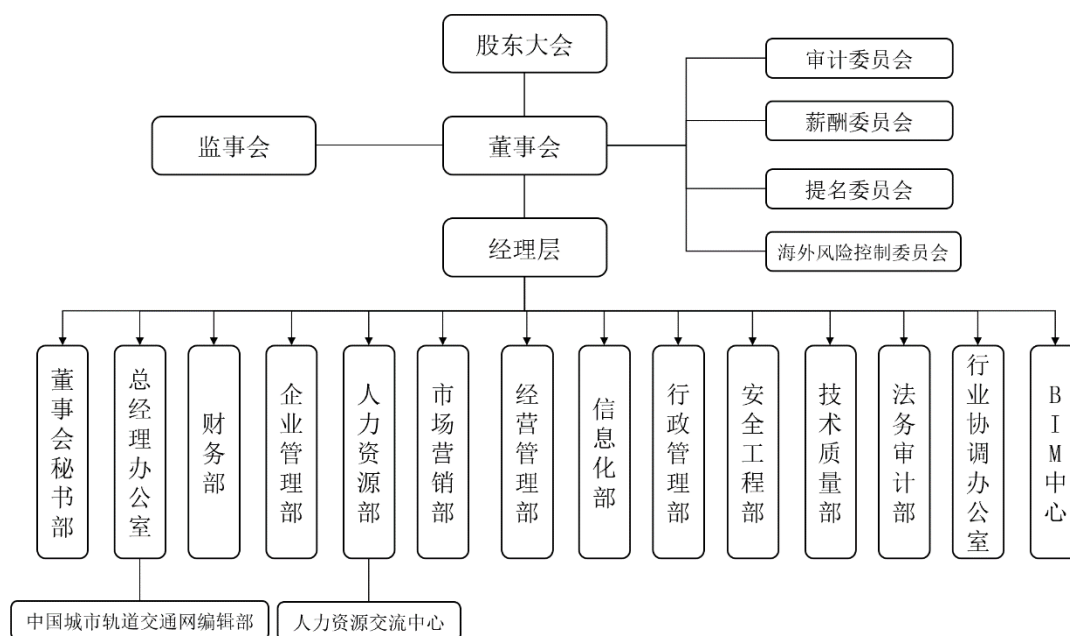 股东大会
审计委员会
薪酬委员会
监事会
董事会
提名委员会
经理层
海外风险控制委员会
董事会秘书部
总经理办公室
财务部
企业管理部
人力资源部
市场营销部
经营管理部
信息化部
行政管理部
安全工程部
技术质量部
法务审计部
行业协调办公室
BIM中心
中国城市轨道交通网编辑部
人力资源交流中心